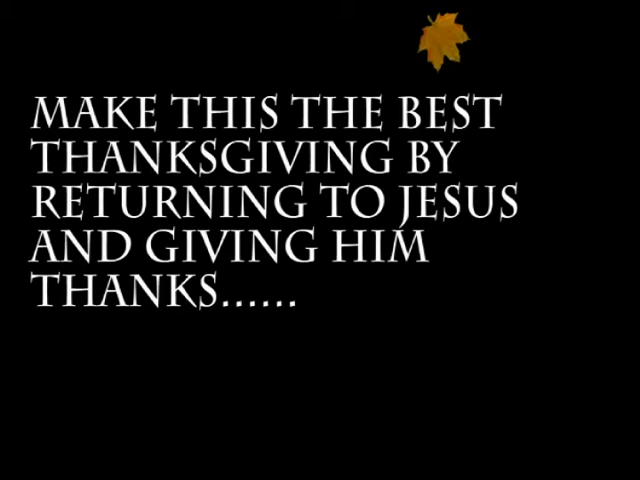 MAKE THIS THE BEST
THANKSGIVING BY
RETURNING TO JESUS
AND GIVING HIM
THANKS......